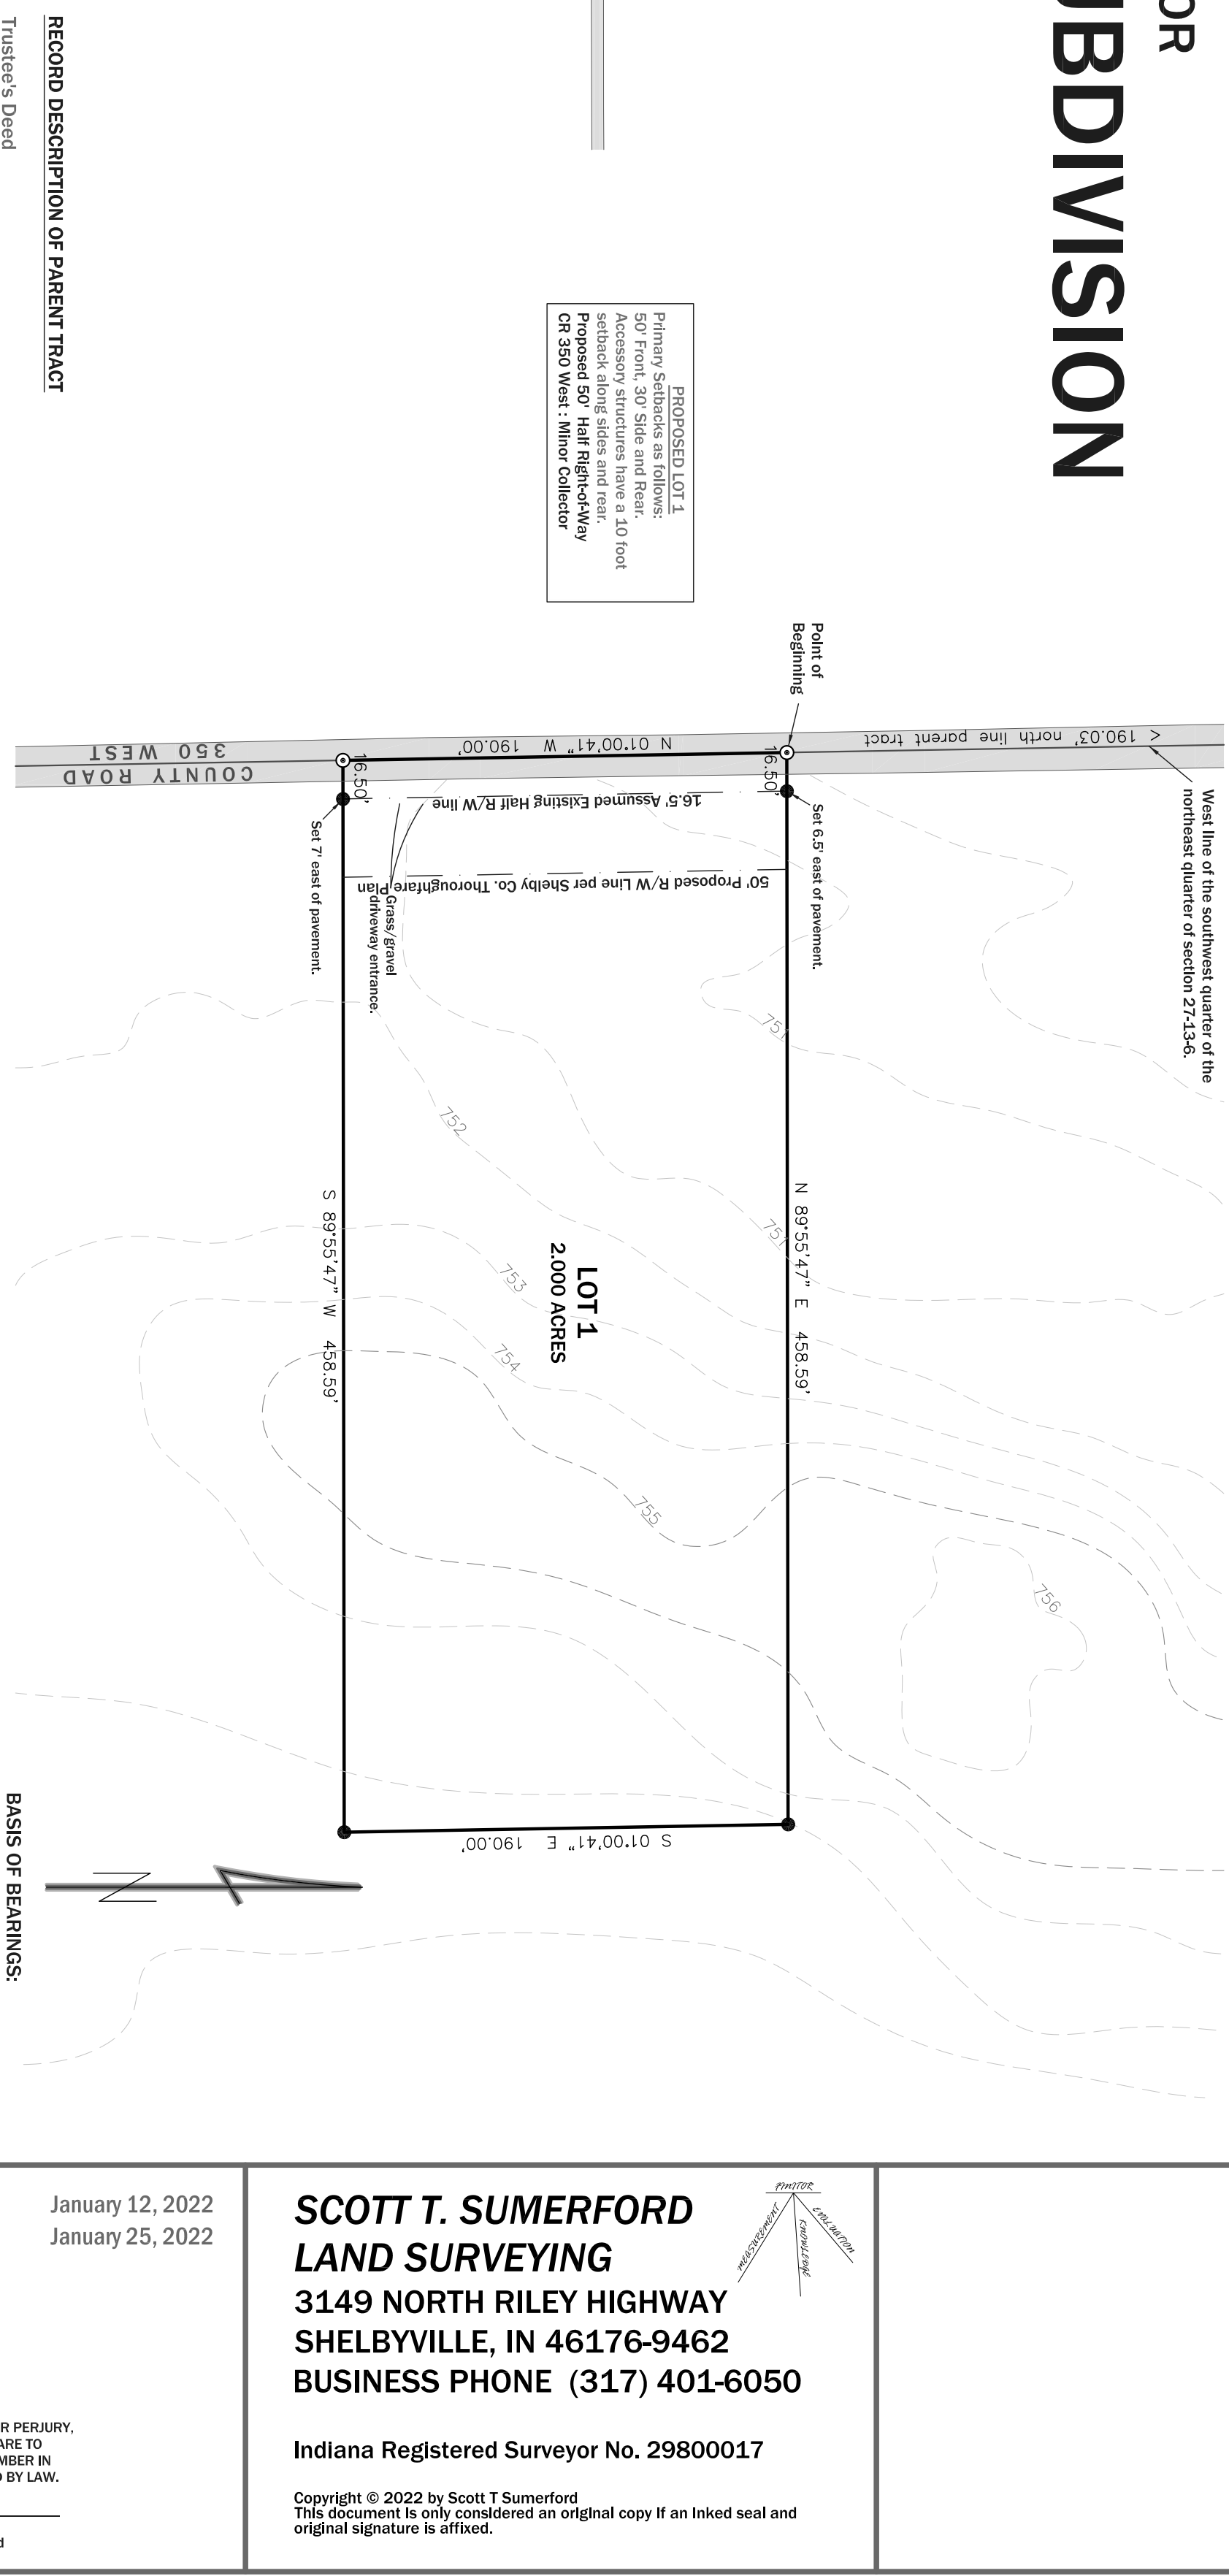 OR
UBDIVISION
RECORD DESCRIPTION OF PARENT TRACT
Trustee's Deed
PROPOSED LOT 1
Primary Setbacks as follows:
50' Front, 30' Side and Rear.
Accessory structures have a 10 foot
setback along sides and rear.
Proposed 50' Half Right-of-Way
CR 350 West : Minor Collector
Point of
Beginning
< 190.03' north line parent tract
West line of the southwest quarter of the
northeast quarter of section 27-13-6.
N 01°00'41" W 190.00'
COUNTY ROAD
350 WEST
16.50'
16.50'
16.5' Assumed Existing Half R/W line
Set 6.5' east of pavement.
Set 7' east of pavement.
50' Proposed R/W Line per Shelby Co. Thoroughfare Plan
Grass/gravel
driveway entrance.
751
752
751
753
754
755
756
N 89°55'47" E 458.59'
LOT 1
2.000 ACRES
S 89°55'47" W 458.59'
S 01°00'41" E 190.00'
N
BASIS OF BEARINGS:
January 12, 2022
January 25, 2022
R PERJURY,
ARE TO
MBER IN
D BY LAW.
d
SCOTT T. SUMERFORD
LAND SURVEYING
3149 NORTH RILEY HIGHWAY
SHELBYVILLE, IN 46176-9462
BUSINESS PHONE (317) 401-6050
FINITOR
MEASUREMENT
KNOWLEDGE
EVALUATION
Indiana Registered Surveyor No. 29800017
Copyright © 2022 by Scott T Sumerford
This document is only considered an original copy if an inked seal and
original signature is affixed.